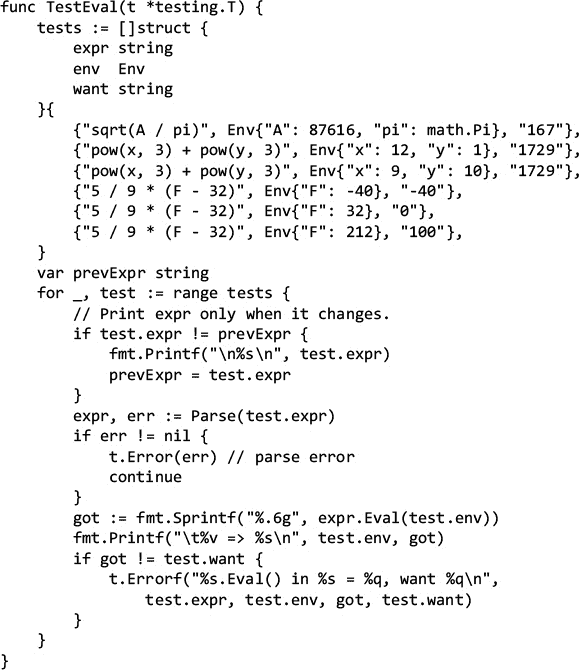 func TestEval(t *testing.T) {
    tests := []struct {
        expr string
        env  Env
        want string
    }{
        {"sqrt(A / pi)", Env{"A": 87616, "pi": math.Pi}, "167"},
        {"pow(x, 3) + pow(y, 3)", Env{"x": 12, "y": 1}, "1729"},
        {"pow(x, 3) + pow(y, 3)", Env{"x": 9, "y": 10}, "1729"},
        {"5 / 9 * (F - 32)", Env{"F": -40}, "-40"},
        {"5 / 9 * (F - 32)", Env{"F": 32}, "0"},
        {"5 / 9 * (F - 32)", Env{"F": 212}, "100"},
    }
    var prevExpr string
    for _, test := range tests {
        // Print expr only when it changes.
        if test.expr != prevExpr {
            fmt.Printf("\n%s\n", test.expr)
            prevExpr = test.expr
        }
        expr, err := Parse(test.expr)
        if err != nil {
            t.Error(err) // parse error
            continue
        }
        got := fmt.Sprintf("%.6g", expr.Eval(test.env))
        fmt.Printf("\t%v => %s\n", test.env, got)
        if got != test.want {
            t.Errorf("%s.Eval() in %s = %q, want %q\n",
                test.expr, test.env, got, test.want)
        }
    }
}